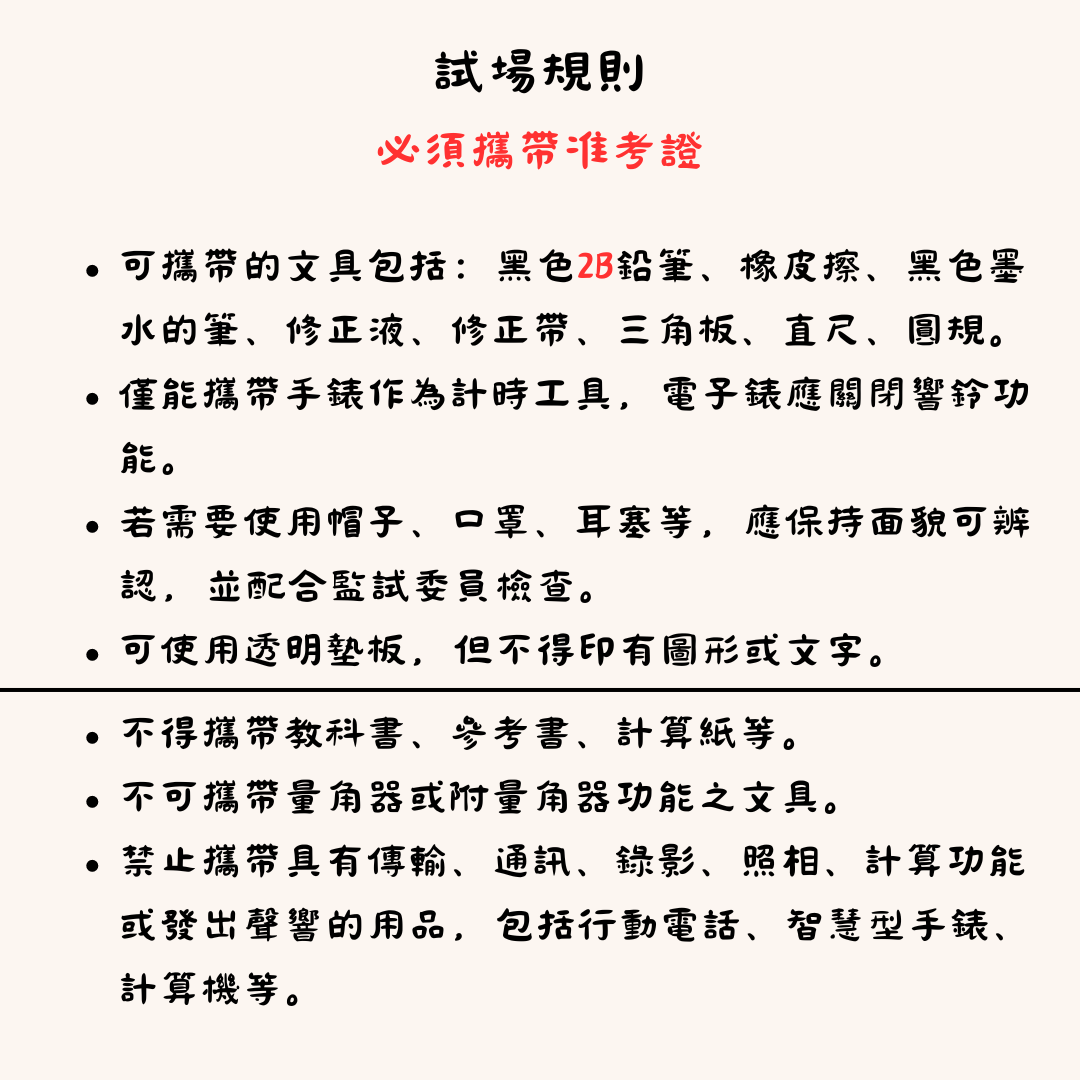 試場規則
必須攜帶准考證
• 可攜帶的文具包括：黑色2B鉛筆、橡皮擦、黑色墨
水的筆、修正液、修正帶、三角板、直尺、圓規。
• 僅能攜帶手錶作為計時工具，電子錶應關閉響鈴功
能。
• 若需要使用帽子、口罩、耳塞等，應保持面貌可辨
認，並配合監試委員檢查。
• 可使用透明墊板，但不得印有圖形或文字。
• 不得攜帶教科書、參考書、計算紙等。
• 不可攜帶量角器或附量角器功能之文具。
• 禁止攜帶具有傳輸、通訊、錄影、照相、計算功能
或發出聲響的用品，包括行動電話、智慧型手錶、
計算機等。